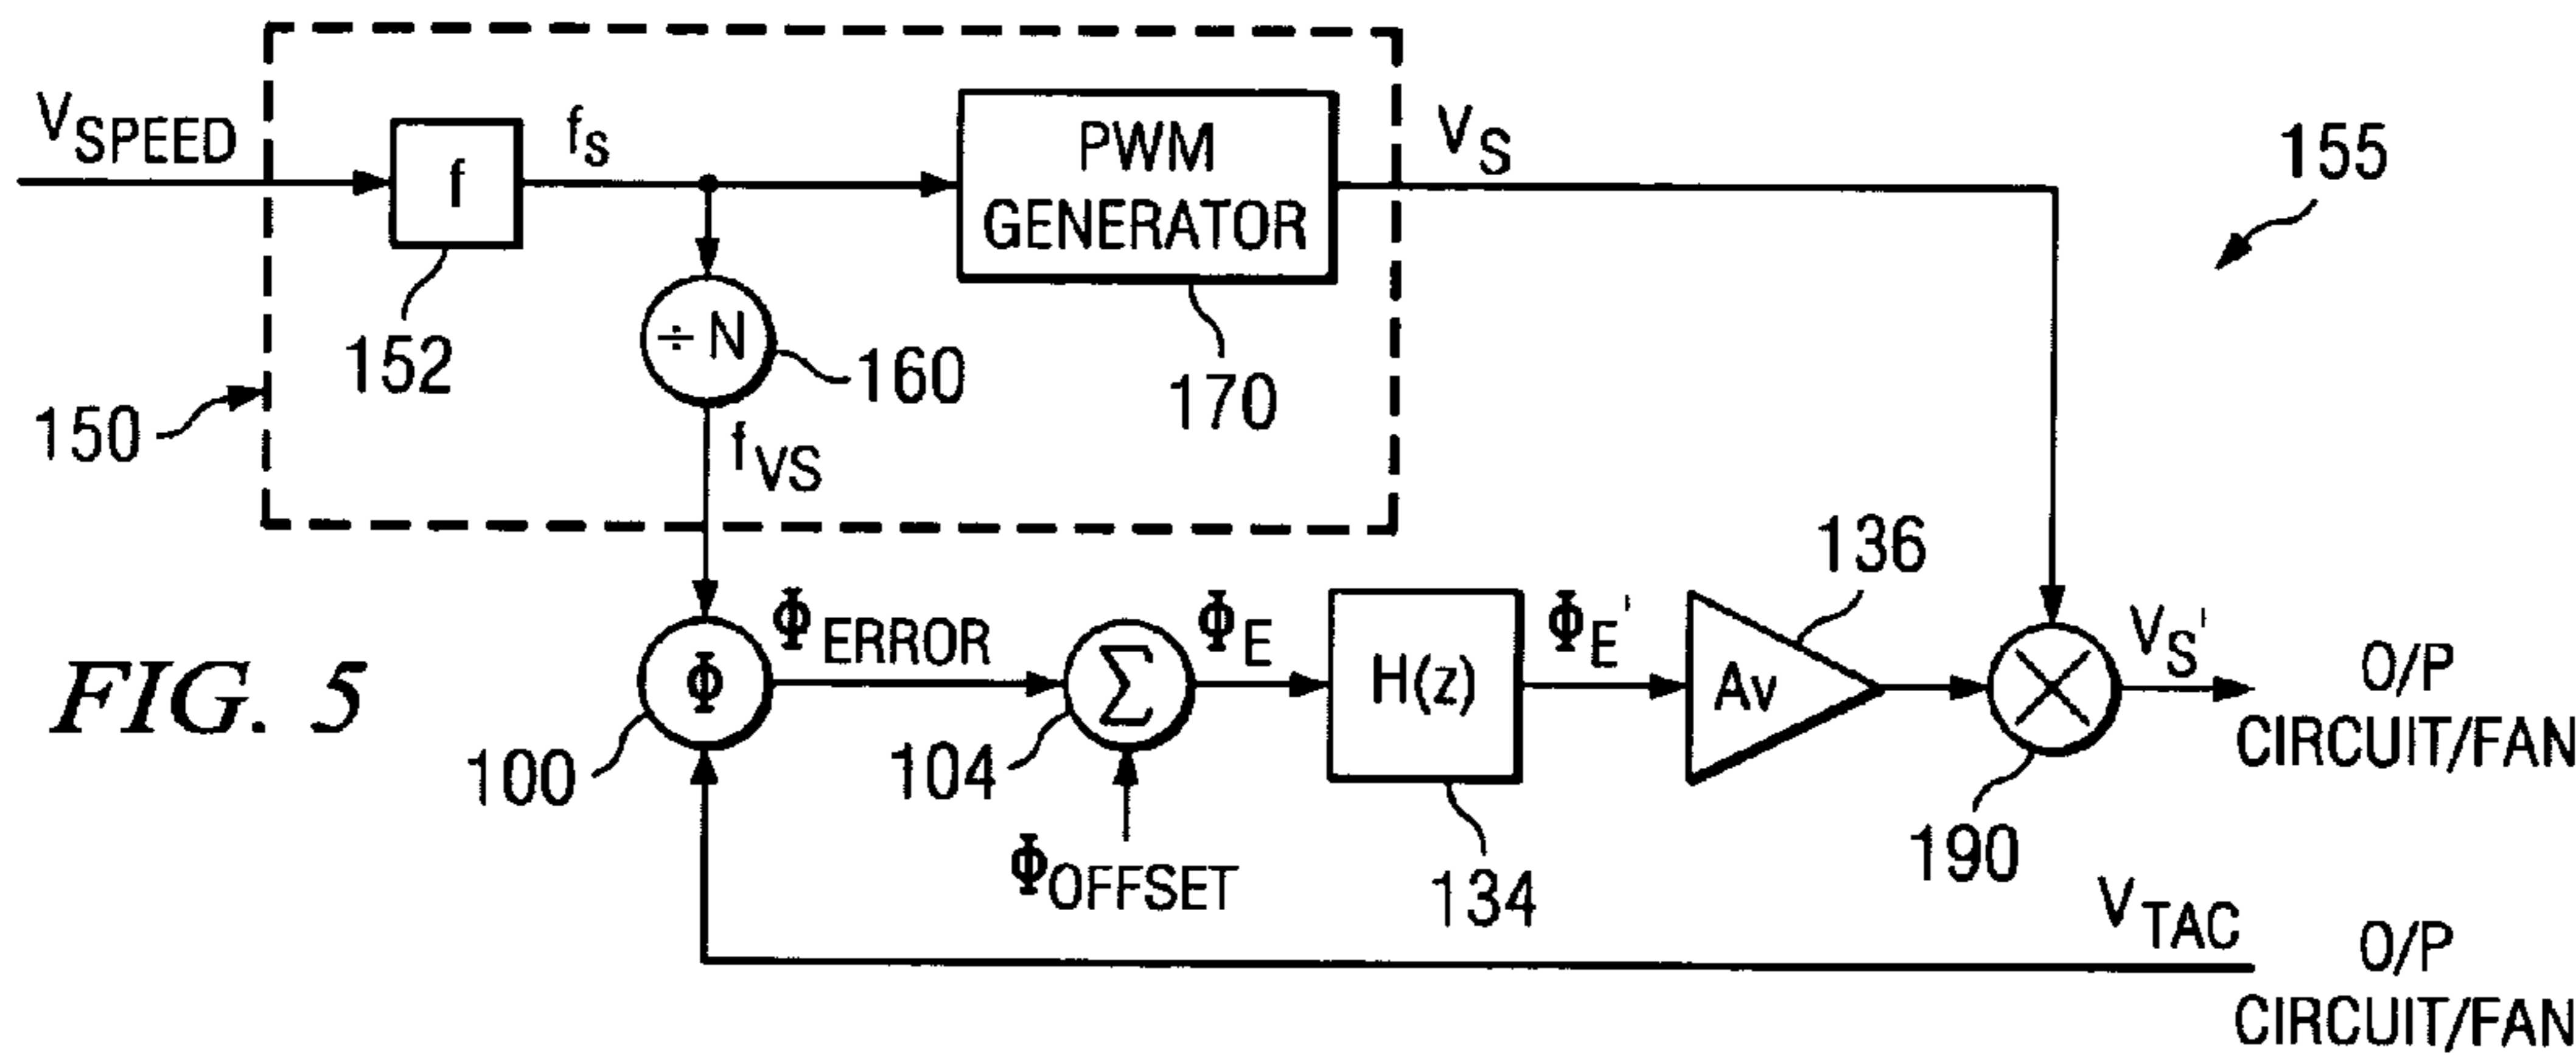 V SPEED
f
fs
PWM
GENERATOR
VS
155
152
÷ N
160
170
150
fVS
136
ΦERROR
ΦE
ΦE'
VS'
FIG. 5
Φ
Σ
H(z)
Av
O/P
CIRCUIT/FAN
100
104
ΦOFFSET
134
190
VTAC
O/P
CIRCUIT/FAN